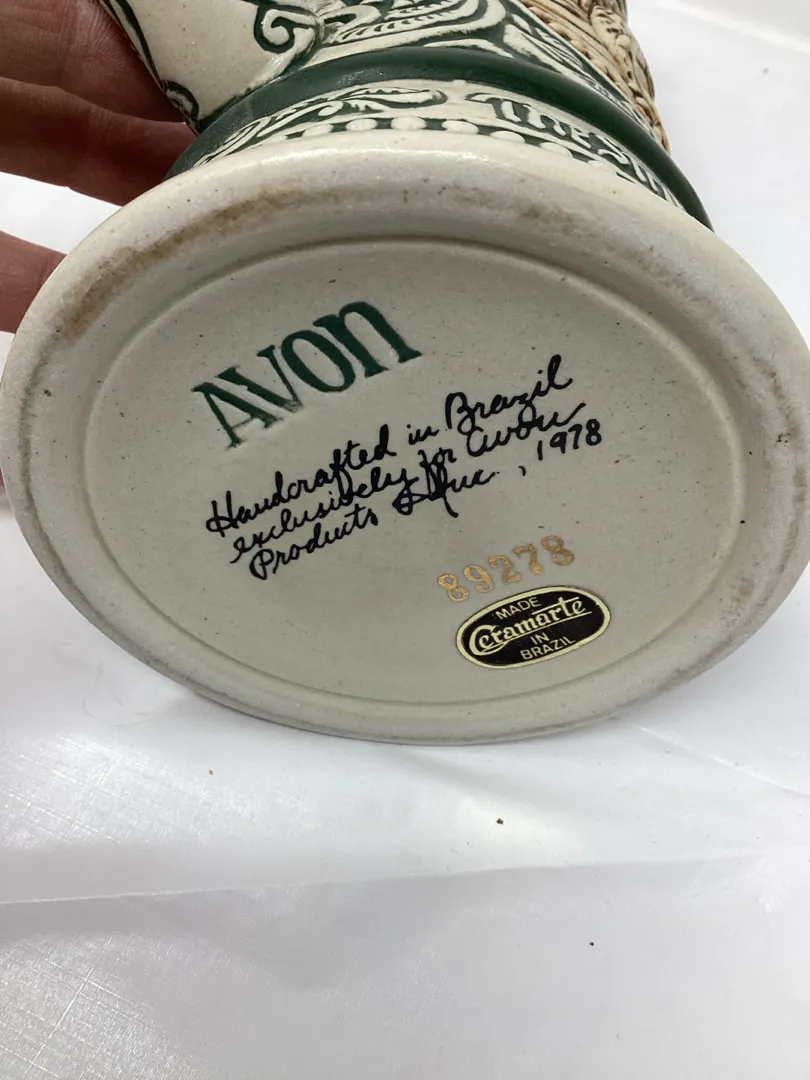 AVON
Handcrafted in Brazil
exclusively for Avon
Products Inc., 1978
89278
MADE
Ceramarte
IN
BRAZIL